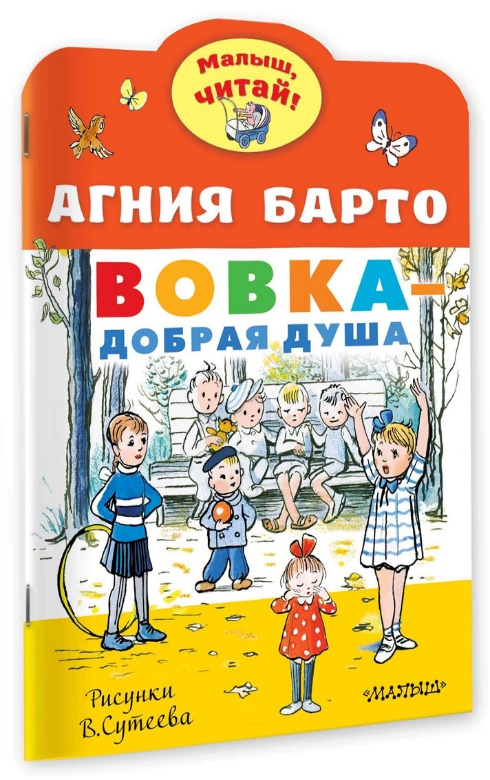 Малыш,
читай!
АГНИЯ БАРТО
ВОВКА–
ДОБРАЯ ДУША
Рисунки
В.Сутеева
«МАЛЫШ»